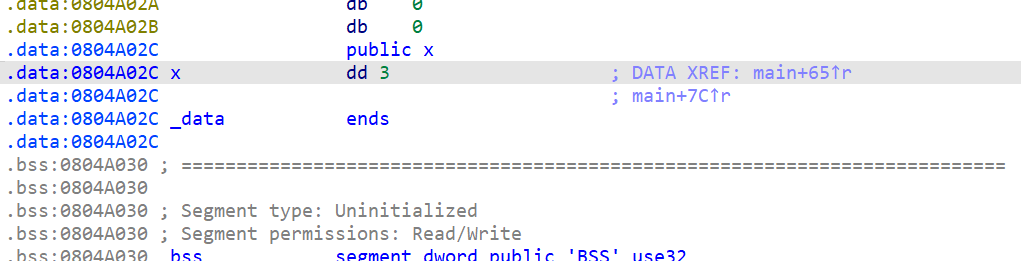 .data:0804A02A db 0
.data:0804A02B db 0
.data:0804A02C public x
.data:0804A02C x dd 3 ; DATA XREF: main+65↑r
.data:0804A02C ; main+7C↑r
.data:0804A02C _data ends
.data:0804A02C
.bss:0804A030 ; ===========================================================================
.bss:0804A030
.bss:0804A030 ; Segment type: Uninitialized
.bss:0804A030 ; Segment permissions: Read/Write
.bss:0804A030 _bss segment dword public 'BSS' use32